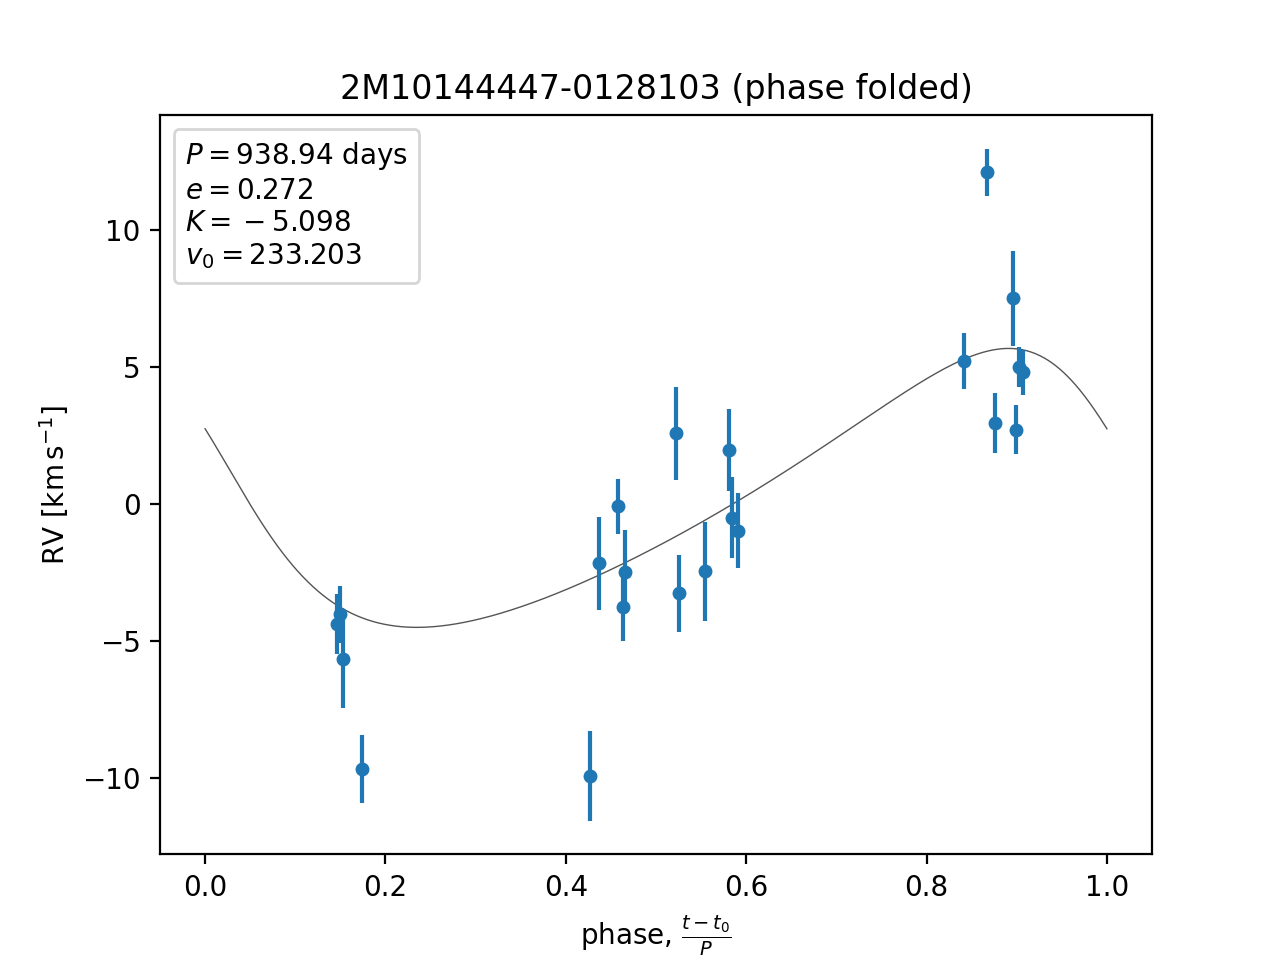 2M10144447-0128103 (phase folded)
P = 938.94 days
e = 0.272
K = −5.098
v₀ = 233.203
RV [km s⁻¹]
10
5
0
−5
−10
0.0 0.2 0.4 0.6 0.8 1.0
phase, (t − t₀)/P